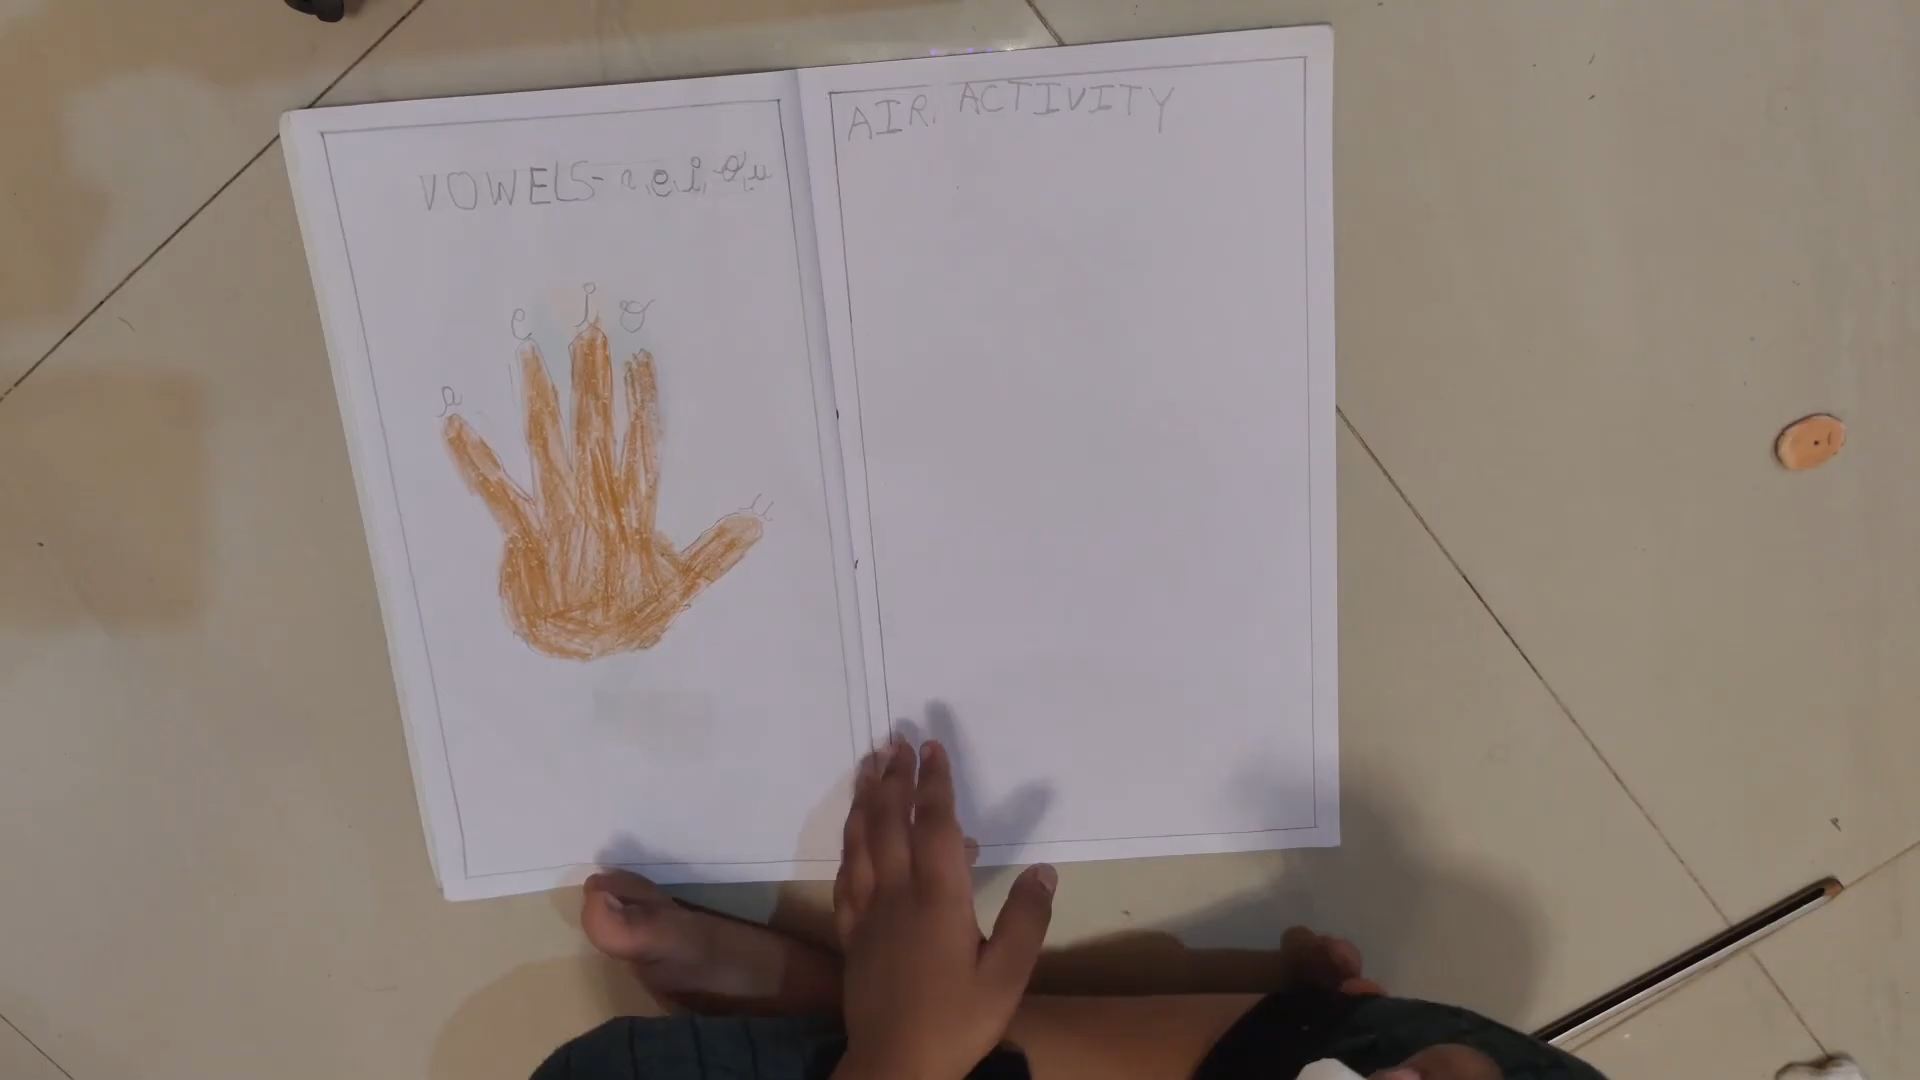 VOWELS- a, e, i, o, u
e i o
a
u
AIR. ACTIVITY